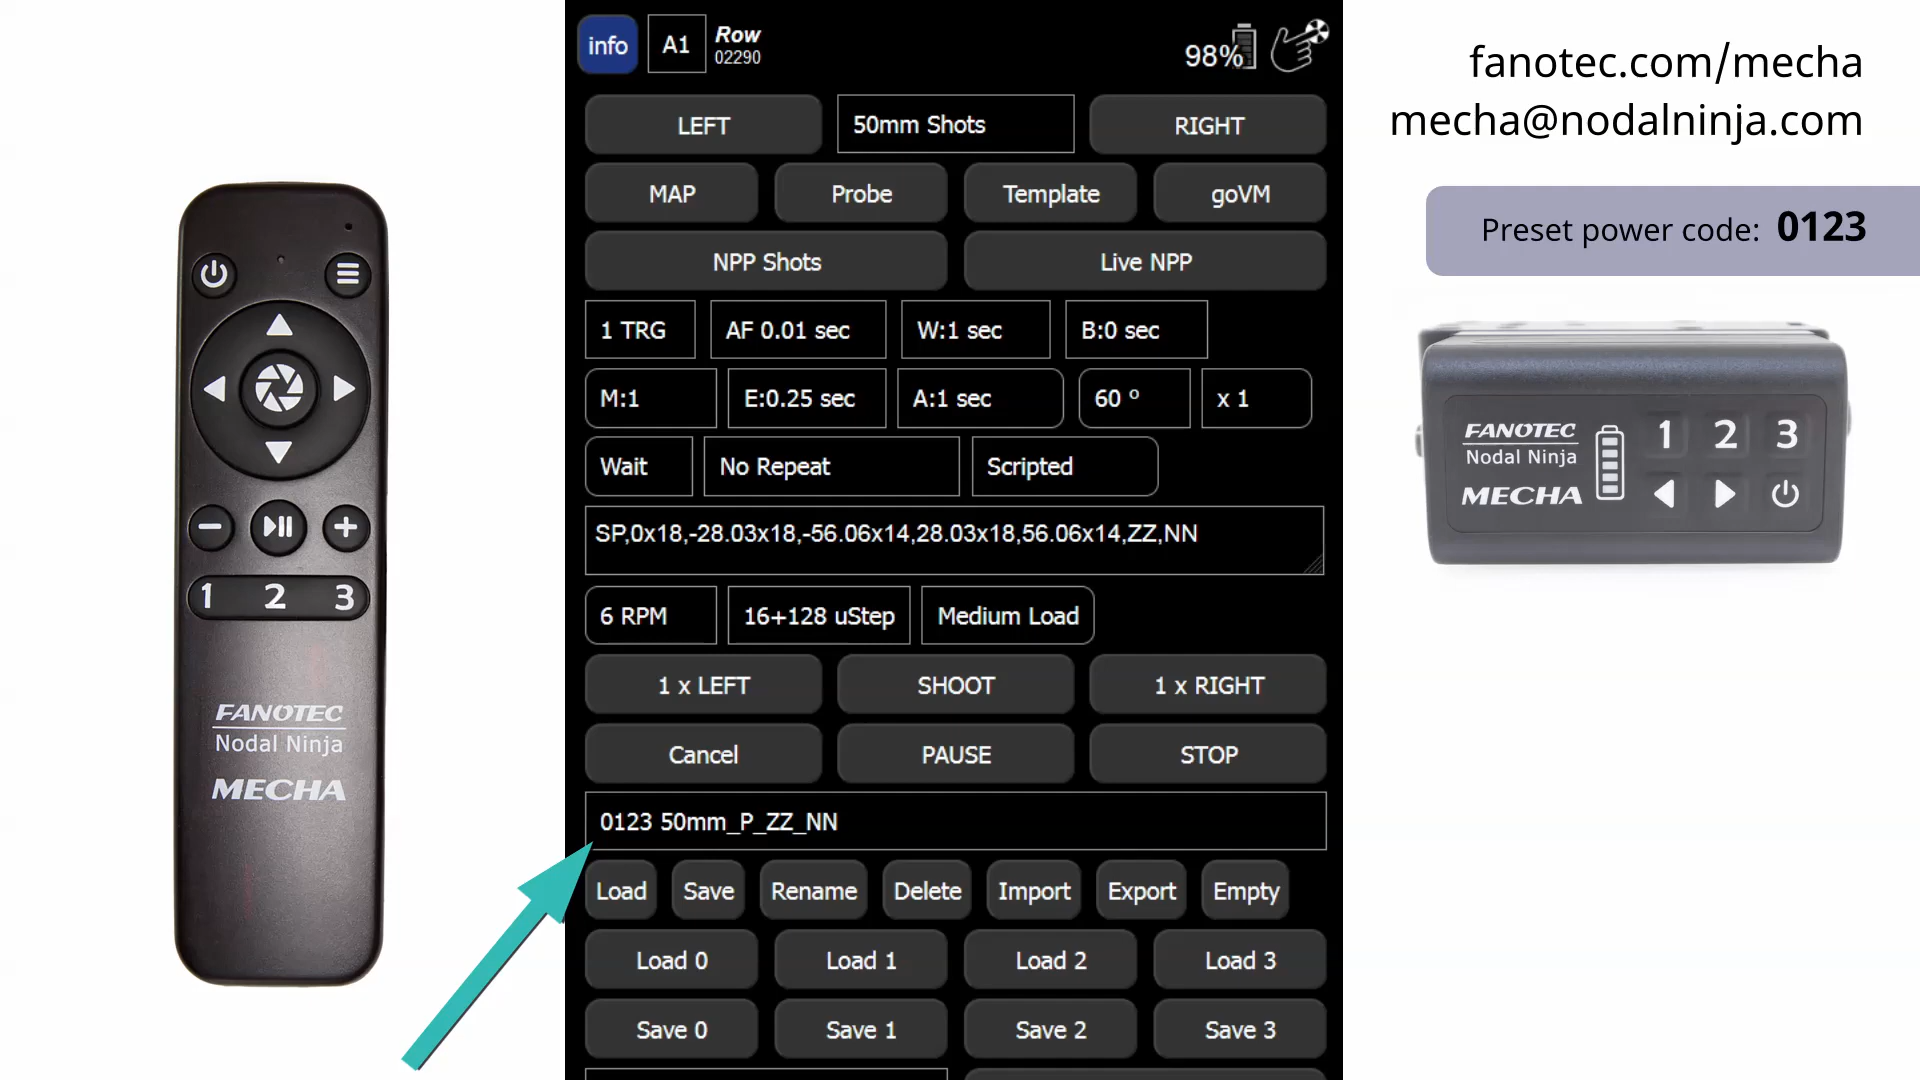 info
A1
Row
02290
98%
LEFT
50mm Shots
RIGHT
MAP
Probe
Template
goVM
NPP Shots
Live NPP
1 TRG
AF 0.01 sec
W:1 sec
B:0 sec
M:1
E:0.25 sec
A:1 sec
60 º
x 1
Wait
No Repeat
Scripted
SP,0x18,-28.03x18,-56.06x14,28.03x18,56.06x14,ZZ,NN
6 RPM
16+128 uStep
Medium Load
1 x LEFT
SHOOT
1 x RIGHT
Cancel
PAUSE
STOP
0123 50mm_P_ZZ_NN
Load
Save
Rename
Delete
Import
Export
Empty
Load 0
Load 1
Load 2
Load 3
Save 0
Save 1
Save 2
Save 3
1 2 3
FANOTEC
Nodal Ninja
MECHA
fanotec.com/mecha
mecha@nodalninja.com
Preset power code: 0123
FANOTEC
Nodal Ninja
MECHA
1 2 3